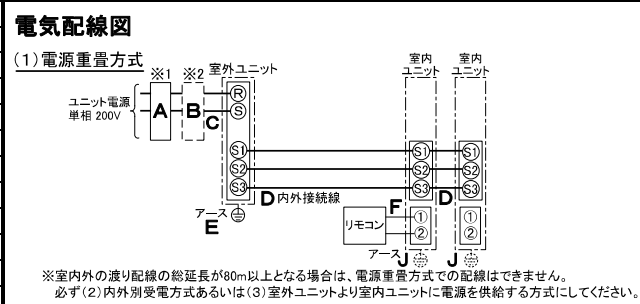 電気配線図
(1)電源重畳方式
※1 ※2 室外ユニット
室内 室内
ユニット ユニット
ユニット電源
単相 200V
A B C
R
S
S1 S1 S1
S2 S2 S2
S3 S3 S3
D 内外接続線 D
アース
E
リモコン
F
① ①
② ②
アース J J
※室内外の渡り配線の総延長が80m以上となる場合は、電源重畳方式での配線はできません。
必ず(2)内外別受電方式あるいは(3)室外ユニットより室内ユニットに電源を供給する方式にしてください。